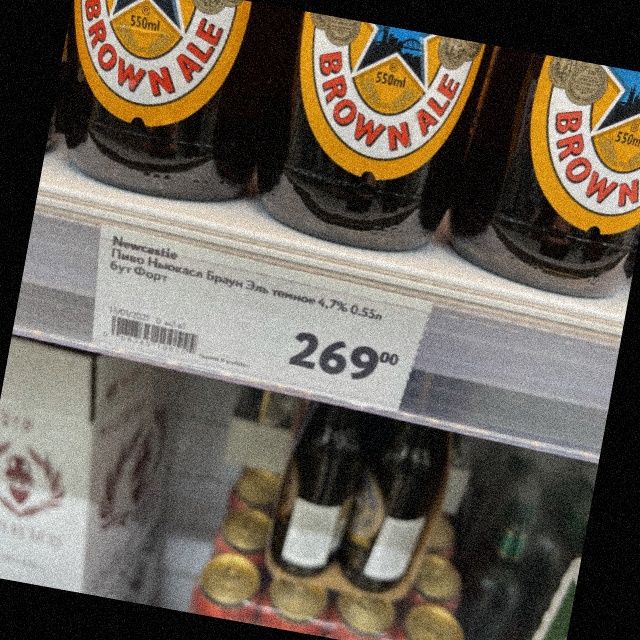 550ml
BROWN ALE
550ml
BROWN ALE
550m
BROWN
Newcastle
Пиво Ньюкасл Браун Эль темное 4,7% 0.55л
бут Форт
269 00